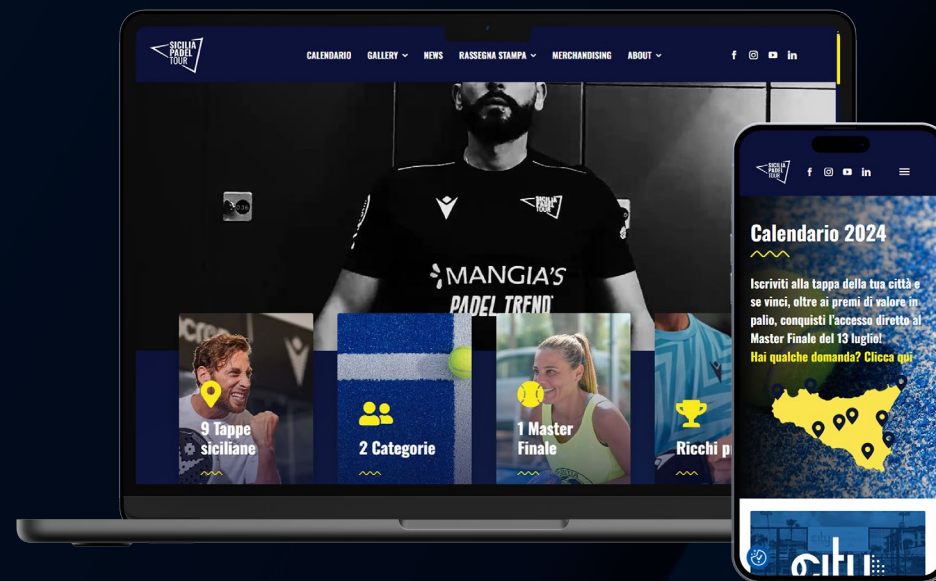 SICILIA
PADEL
TOUR
CALENDARIO GALLERY NEWS RASSEGNA STAMPA MERCHANDISING ABOUT
SICILIA
PADEL
TOUR
MANGIA'S
PADEL TREND
9 Tappe
siciliane
2 Categorie
1 Master
Finale
Ricchi
SICILIA
PADEL
TOUR
Calendario 2024
Iscriviti alla tappa della tua città e
se vinci, oltre ai premi di valore in
palio, conquisti l'accesso diretto al
Master Finale del 13 luglio!
Hai qualche domanda? Clicca qui
city